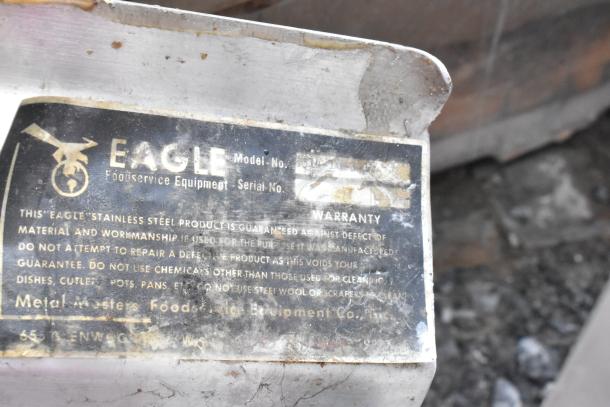 EAGLE Model-No.
Foodservice Equipment - Serial No.
WARRANTY
THIS "EAGLE" STAINLESS STEEL PRODUCT IS GUARANTEED AGAINST DEFECT OF
MATERIAL AND WORKMANSHIP IF USED FOR THE PURPOSE IT WAS MANUFACTURED.
DO NOT ATTEMPT TO REPAIR A DEFECTIVE PRODUCT AS THIS VOIDS YOUR
GUARANTEE. DO NOT USE CHEMICALS OTHER THAN THOSE USED FOR CLEANING
DISHES, CUTLERY, POTS, PANS, ETC. DO NOT USE STEEL WOOL OR SCRAPERS TO CLEAN.
Metal Masters Foodservice Equipment Co., Inc.